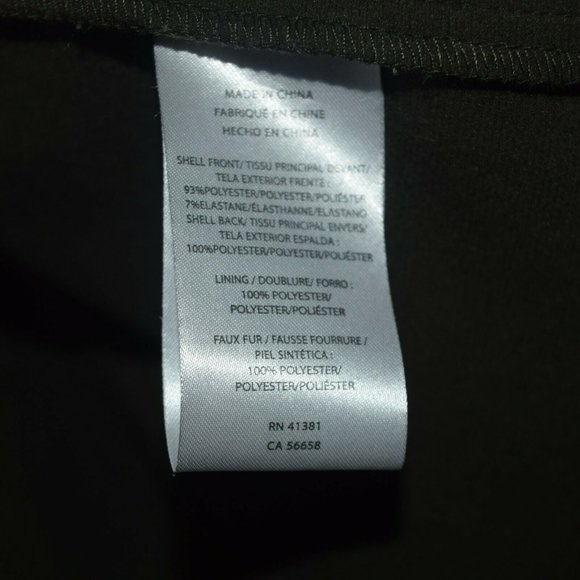 MADE IN CHINA
FABRIQUÉ EN CHINE
HECHO EN CHINA
SHELL FRONT/ TISSU PRINCIPAL DEVANT/
TELA EXTERIOR FRENTE :
93%POLYESTER/POLYESTER/POLIÉSTER
7%ELASTANE/ÉLASTHANNE/ELASTANO
SHELL BACK/ TISSU PRINCIPAL ENVERS/
TELA EXTERIOR ESPALDA :
100%POLYESTER/POLYESTER/POLIÉSTER
LINING / DOUBLURE/ FORRO :
100% POLYESTER/
POLYESTER/POLIÉSTER
FAUX FUR / FAUSSE FOURRURE /
PIEL SINTÉTICA :
100% POLYESTER/
POLYESTER/POLIÉSTER
RN 41381
CA 56658